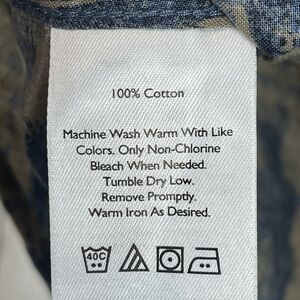 100% Cotton
Machine Wash Warm With Like
Colors. Only Non-Chlorine
Bleach When Needed.
Tumble Dry Low.
Remove Promptly.
Warm Iron As Desired.
40C